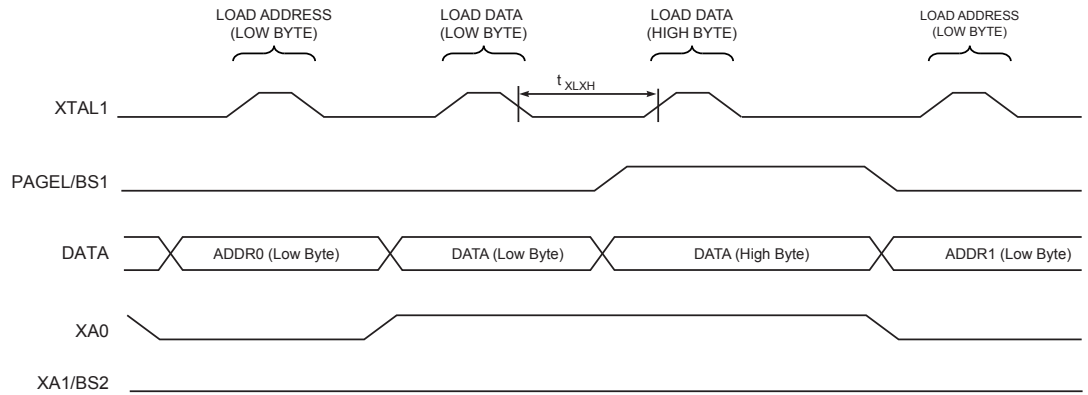 LOAD ADDRESS
(LOW BYTE)
LOAD DATA
(LOW BYTE)
LOAD DATA
(HIGH BYTE)
LOAD ADDRESS
(LOW BYTE)
t XLXH
XTAL1
PAGEL/BS1
DATA
ADDR0 (Low Byte)
DATA (Low Byte)
DATA (High Byte)
ADDR1 (Low Byte)
XA0
XA1/BS2